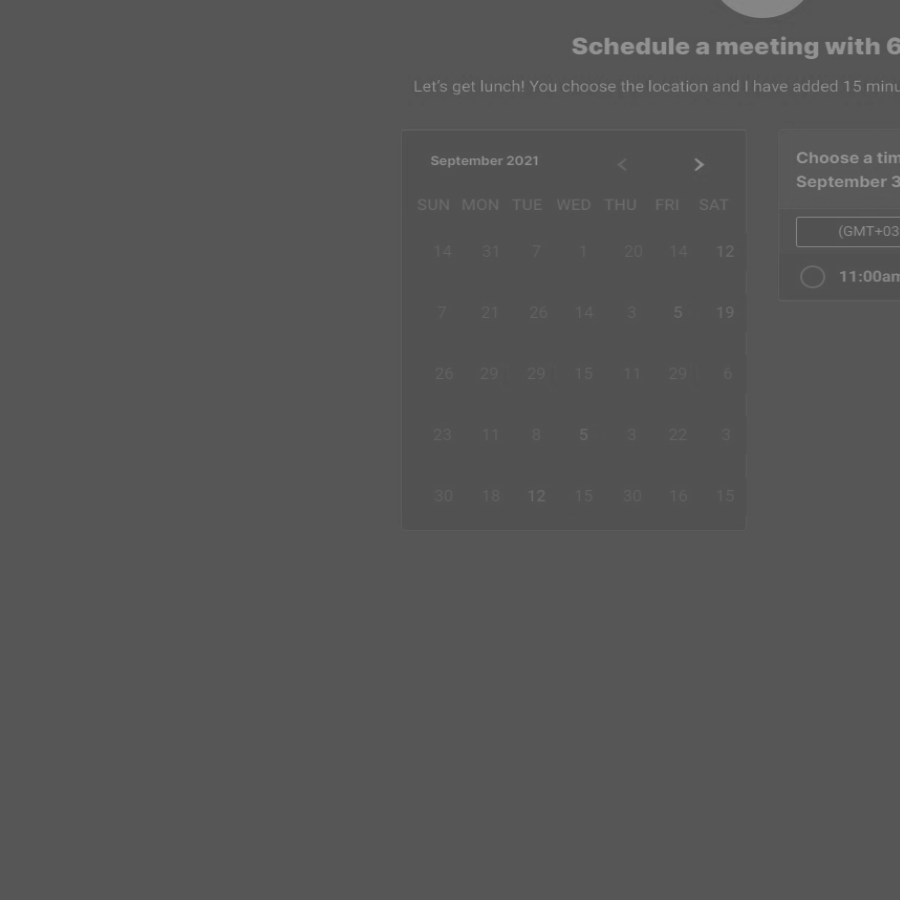 Schedule a meeting with 6
Let's get lunch! You choose the location and I have added 15 minu
September 2021 < >
SUN MON TUE WED THU FRI SAT
14 31 7 1 20 14 12
7 21 26 14 3 5 19
26 29 29 15 11 29 6
23 11 8 5 3 22 3
30 18 12 15 30 16 15
Choose a tim
September 3
(GMT+03
11:00am